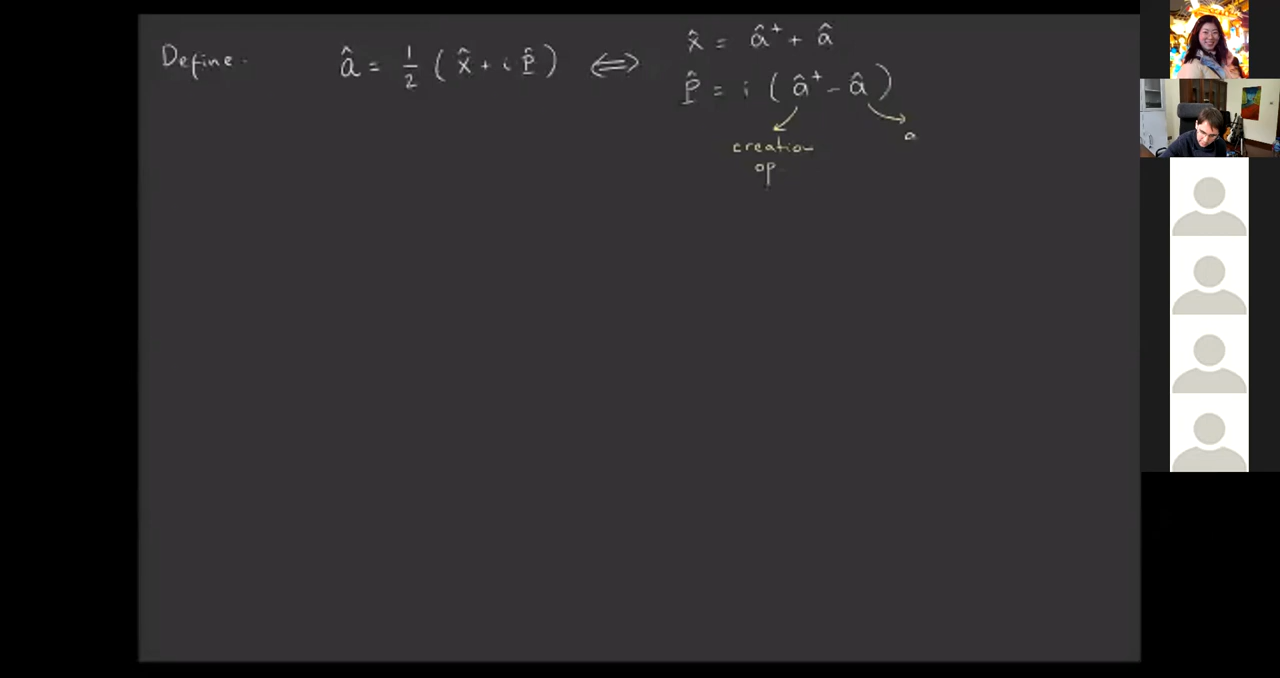 Define. â = 1/2 ( x̂ + i P̂ ) ⟺
x̂ = â† + â
P̂ = i ( â† - â )
creation a
op